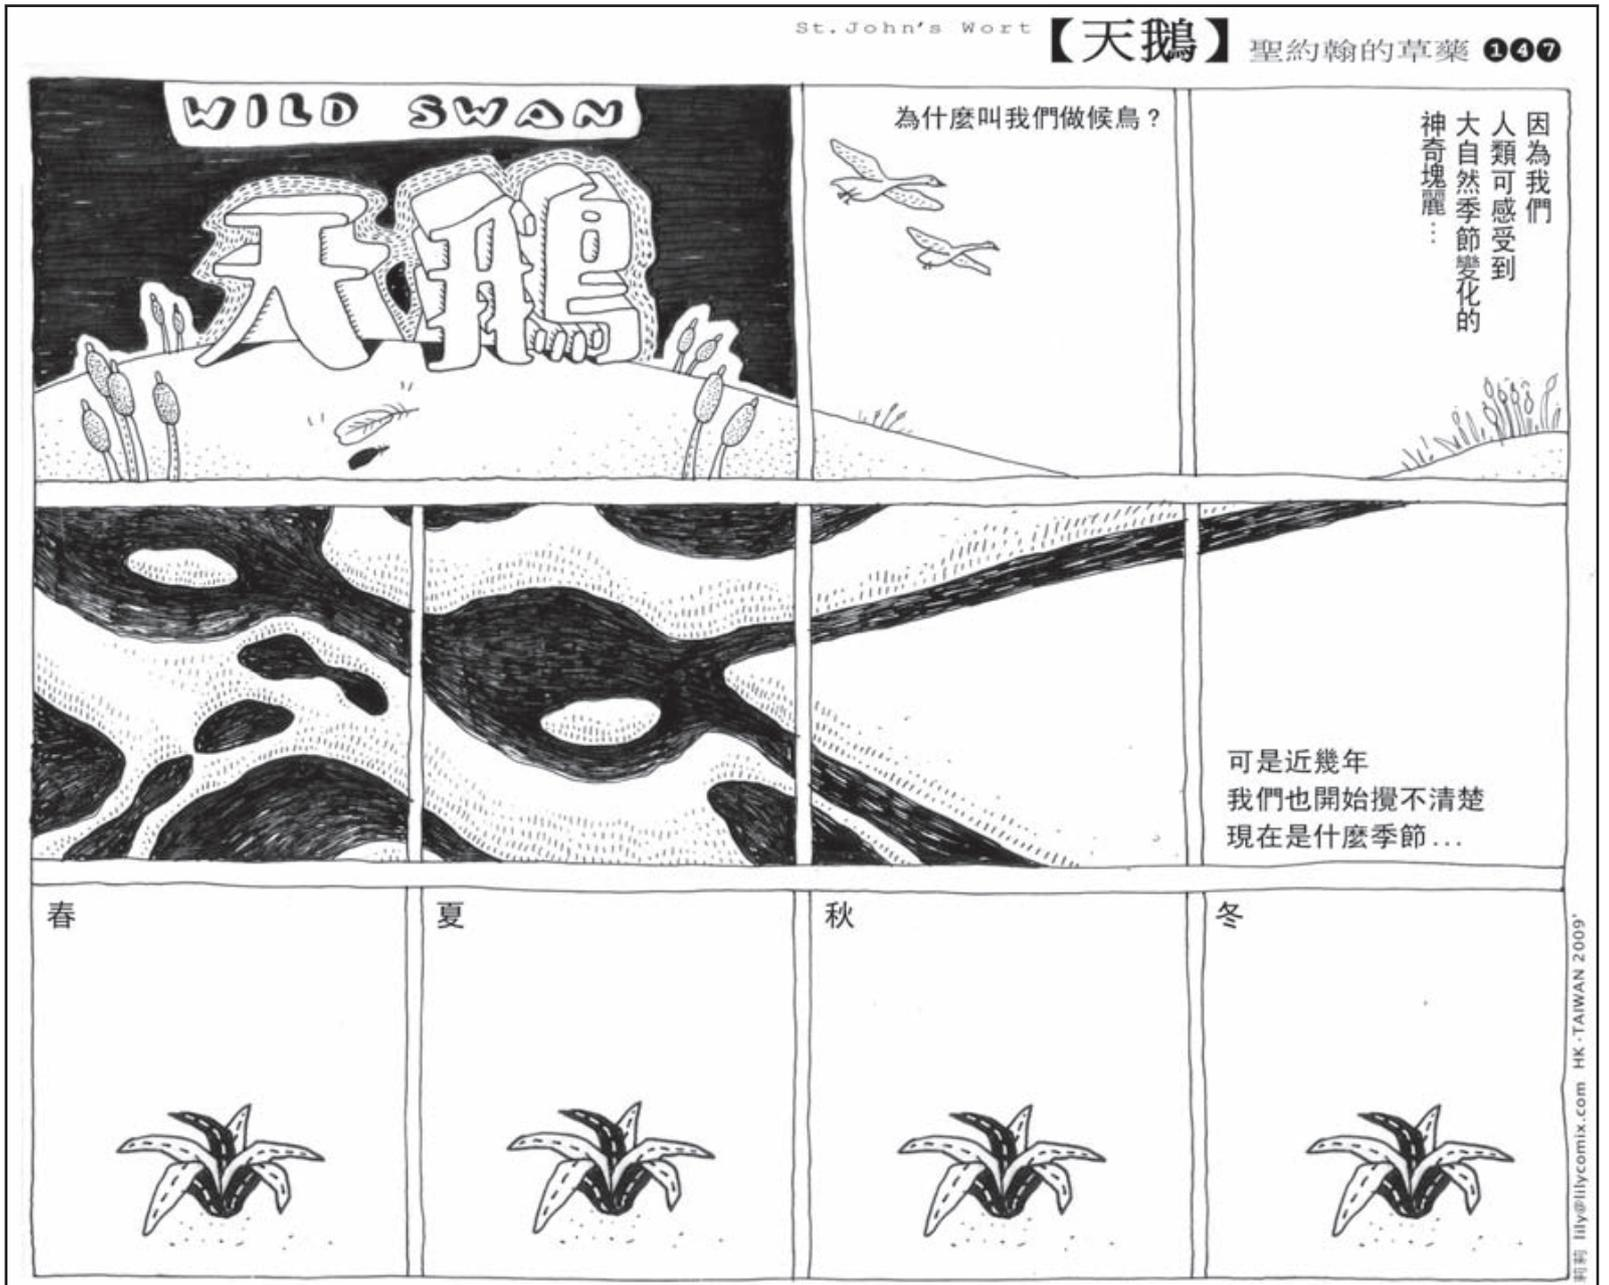 St.John's Wort 【天鵝】 聖約翰的草藥 147
WILD SWAN
天鵝
為什麼叫我們做候鳥？
因為我們
人類可感受到
大自然季節變化的
神奇塊麗…
可是近幾年
我們也開始攪不清楚
現在是什麼季節…
春
夏
秋
冬
莉莉 lily@lilycomix.com HK·TAIWAN 2009'